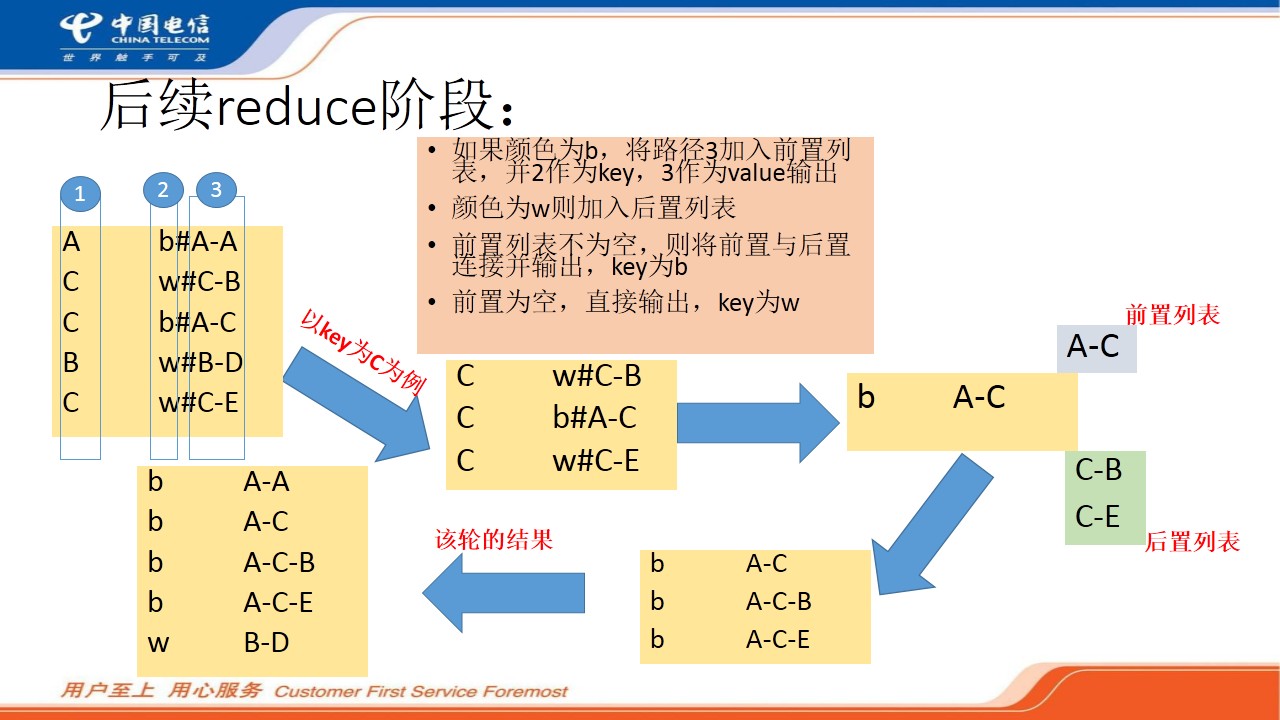 中国电信
CHINA TELECOM
世界触手可及
后续reduce阶段：
• 如果颜色为b，将路径3加入前置列
表，并2作为key，3作为value输出
• 颜色为w则加入后置列表
• 前置列表不为空，则将前置与后置
连接并输出，key为b
• 前置为空，直接输出，key为w
1 2 3
A b#A-A
C w#C-B
C b#A-C
B w#B-D
C w#C-E
以key为C为例
C w#C-B
C b#A-C
C w#C-E
前置列表
A-C
b A-C
C-B
C-E
后置列表
b A-C
b A-C-B
b A-C-E
该轮的结果
b A-A
b A-C
b A-C-B
b A-C-E
w B-D
用户至上 用心服务 Customer First Service Foremost